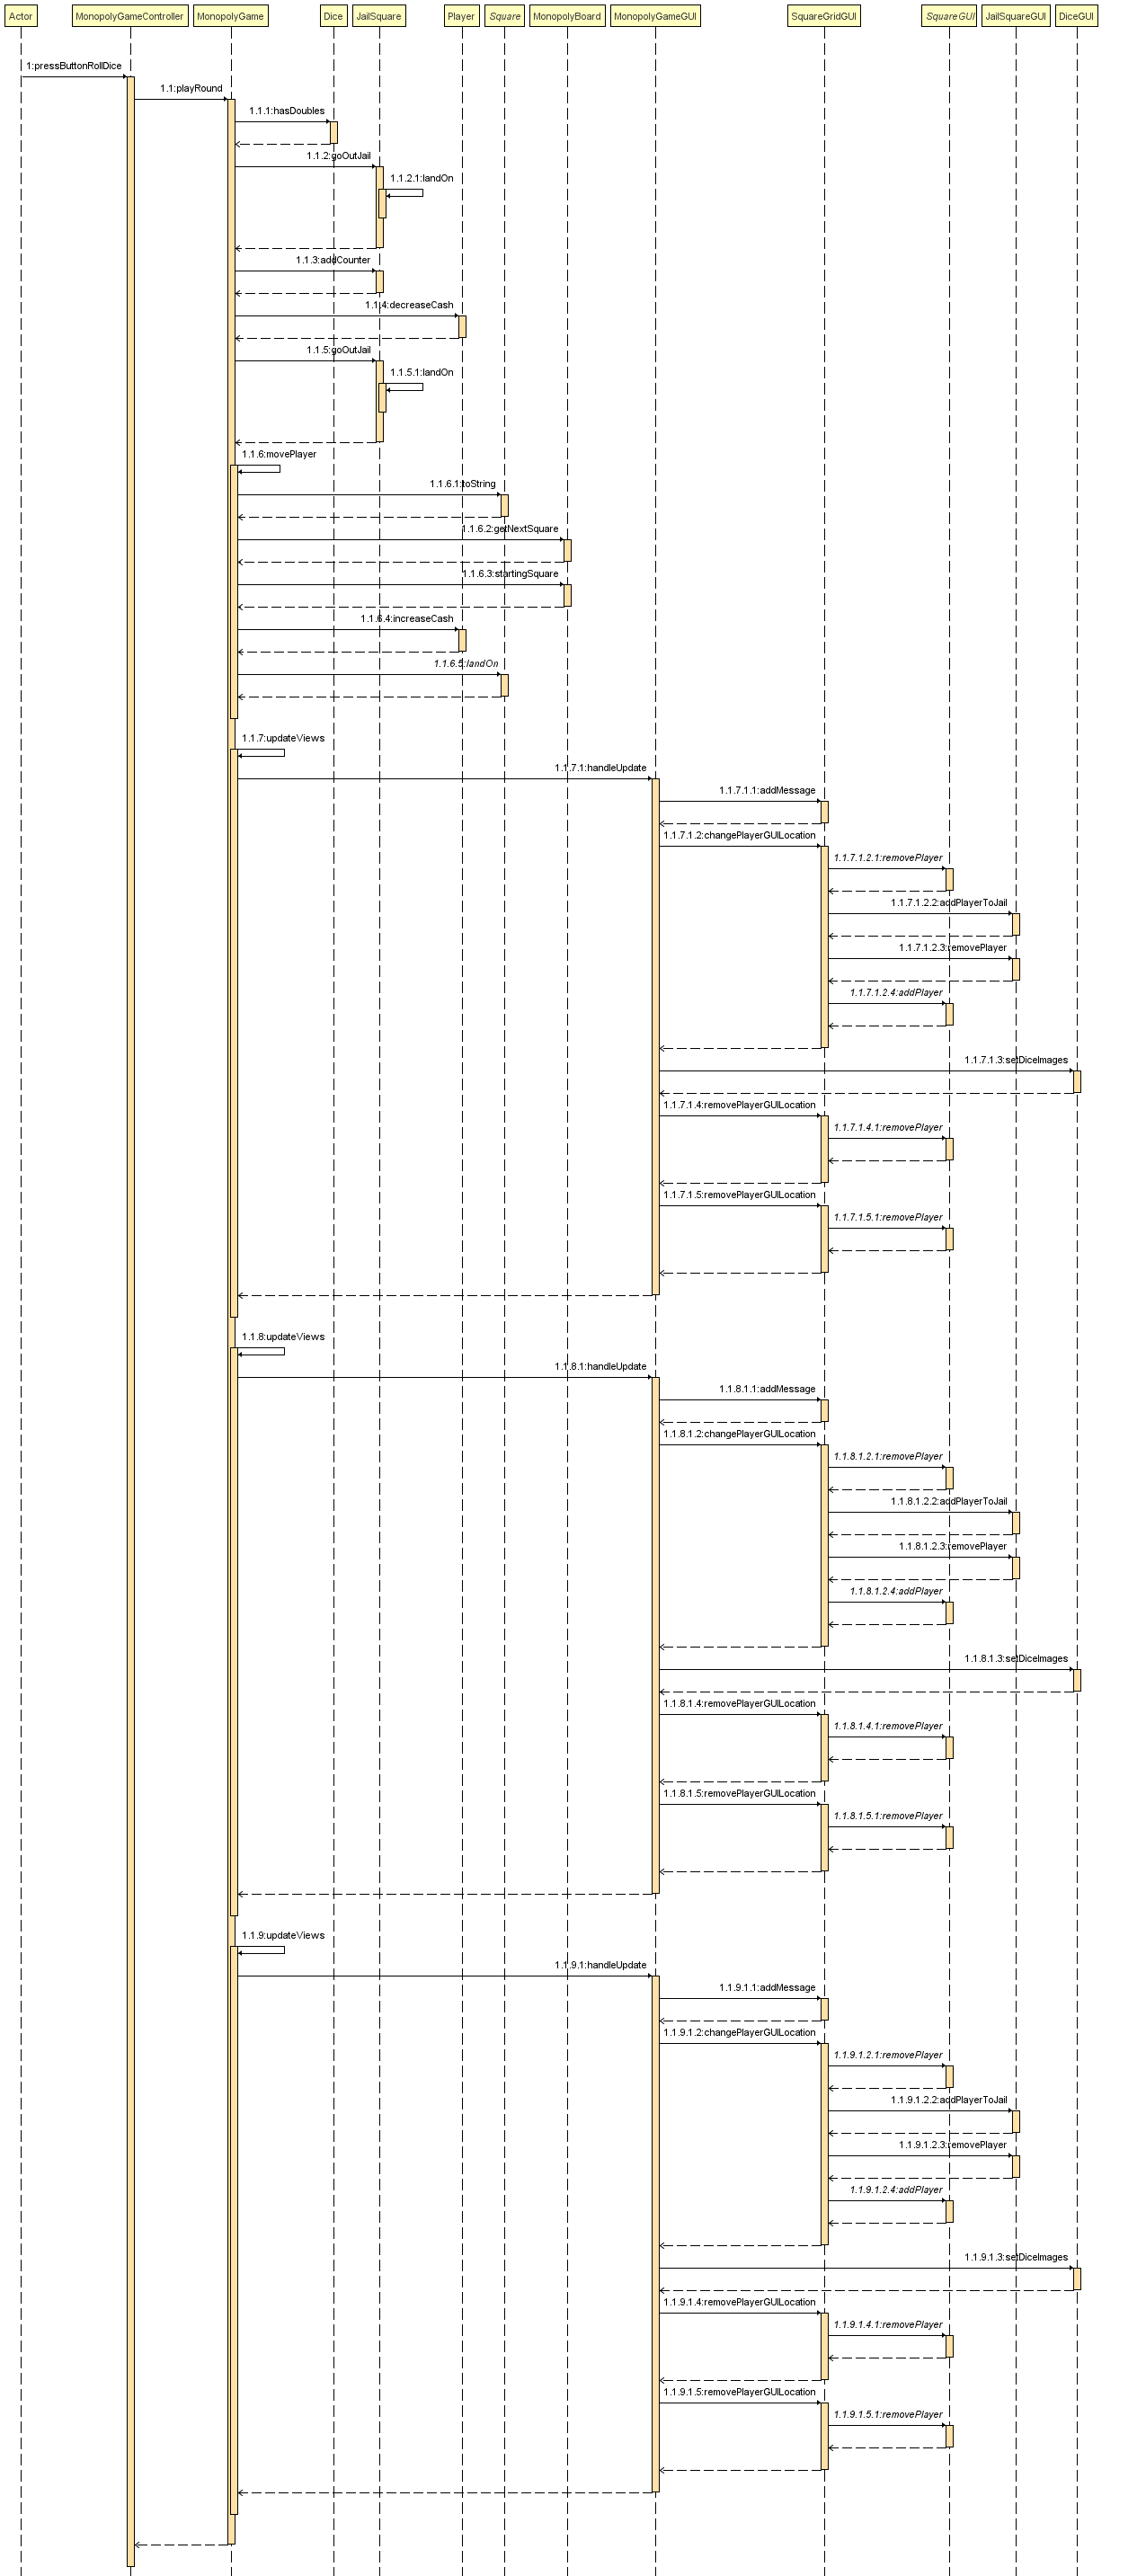 Actor
MonopolyGameController
MonopolyGame
Dice
JailSquare
Player
Square
MonopolyBoard
MonopolyGameGUI
SquareGridGUI
SquareGUI
JailSquareGUI
DiceGUI
1:pressButtonRollDice
1.1:playRound
1.1.1:hasDoubles
1.1.2:goOutJail
1.1.2.1:landOn
1.1.3:addCounter
1.1.4:decreaseCash
1.1.5:goOutJail
1.1.5.1:landOn
1.1.6:movePlayer
1.1.6.1:toString
1.1.6.2:getNextSquare
1.1.6.3:startingSquare
1.1.6.4:increaseCash
1.1.6.5:landOn
1.1.7:updateViews
1.1.7.1:handleUpdate
1.1.7.1.1:addMessage
1.1.7.1.2:changePlayerGUILocation
1.1.7.1.2.1:removePlayer
1.1.7.1.2.2:addPlayerToJail
1.1.7.1.2.3:removePlayer
1.1.7.1.2.4:addPlayer
1.1.7.1.3:setDiceImages
1.1.7.1.4:removePlayerGUILocation
1.1.7.1.4.1:removePlayer
1.1.7.1.5:removePlayerGUILocation
1.1.7.1.5.1:removePlayer
1.1.8:updateViews
1.1.8.1:handleUpdate
1.1.8.1.1:addMessage
1.1.8.1.2:changePlayerGUILocation
1.1.8.1.2.1:removePlayer
1.1.8.1.2.2:addPlayerToJail
1.1.8.1.2.3:removePlayer
1.1.8.1.2.4:addPlayer
1.1.8.1.3:setDiceImages
1.1.8.1.4:removePlayerGUILocation
1.1.8.1.4.1:removePlayer
1.1.8.1.5:removePlayerGUILocation
1.1.8.1.5.1:removePlayer
1.1.9:updateViews
1.1.9.1:handleUpdate
1.1.9.1.1:addMessage
1.1.9.1.2:changePlayerGUILocation
1.1.9.1.2.1:removePlayer
1.1.9.1.2.2:addPlayerToJail
1.1.9.1.2.3:removePlayer
1.1.9.1.2.4:addPlayer
1.1.9.1.3:setDiceImages
1.1.9.1.4:removePlayerGUILocation
1.1.9.1.4.1:removePlayer
1.1.9.1.5:removePlayerGUILocation
1.1.9.1.5.1:removePlayer